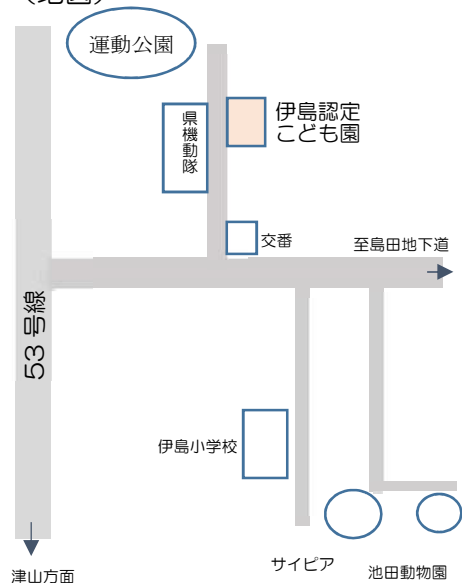 (地図)
運動公園
県機動隊
伊島認定
こども園
交番
至島田地下道
53号線
伊島小学校
サイピア
池田動物園
津山方面